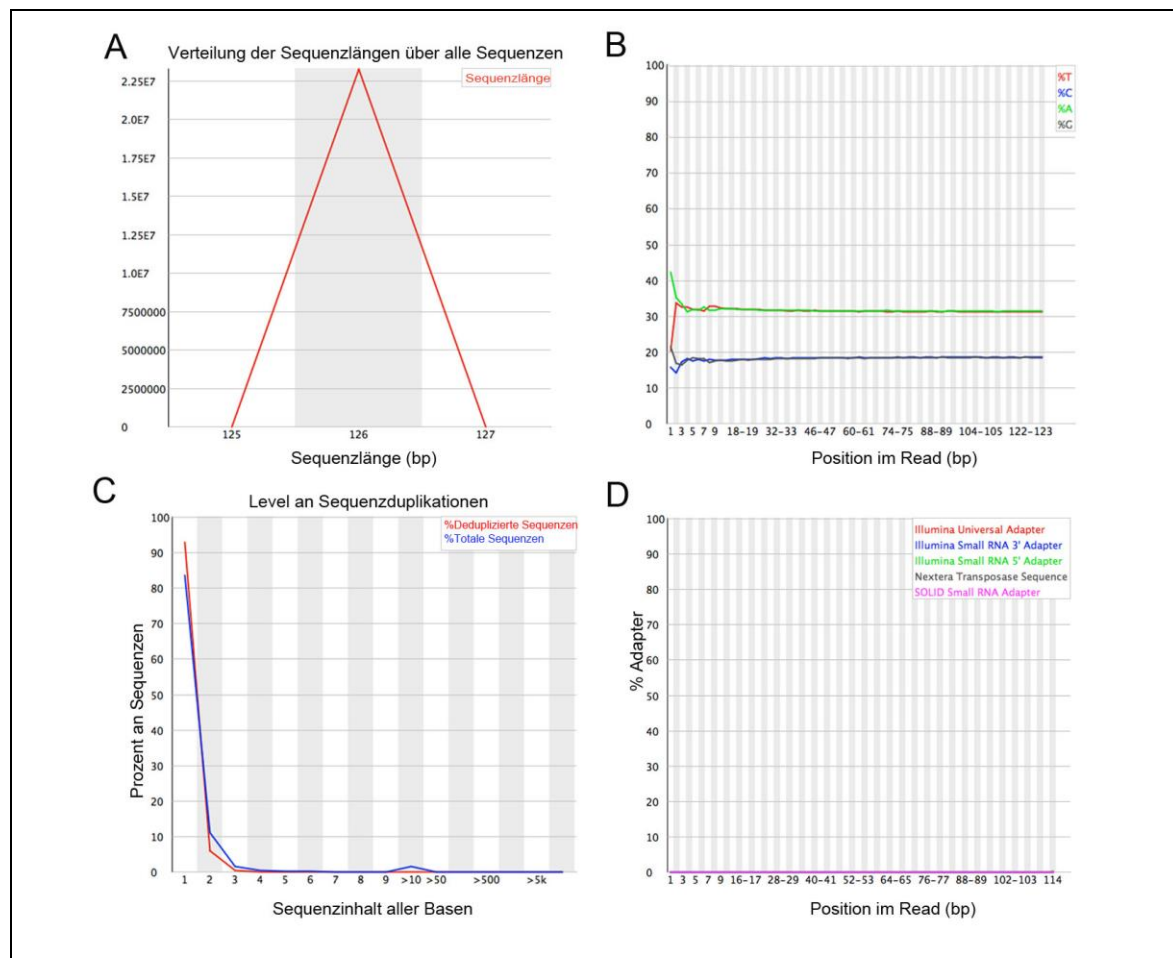 A
Verteilung der Sequenzlängen über alle Sequenzen
Sequenzlänge
2.25E7
2.0E7
1.75E7
1.5E7
1.25E7
1.0E7
7500000
5000000
2500000
0
125 126 127
Sequenzlänge (bp)
B
%T
%C
%A
%G
100
90
80
70
60
50
40
30
20
10
0
1 3 5 7 9 18-19 32-33 46-47 60-61 74-75 88-89 104-105 122-123
Position im Read (bp)
C
Level an Sequenzduplikationen
%Deduplizierte Sequenzen
%Totale Sequenzen
Prozent an Sequenzen
100
90
80
70
60
50
40
30
20
10
0
1 2 3 4 5 6 7 8 9 >10 >50 >500 >5k
Sequenzinhalt aller Basen
D
Illumina Universal Adapter
Illumina Small RNA 3' Adapter
Illumina Small RNA 5' Adapter
Nextera Transposase Sequence
SOLID Small RNA Adapter
% Adapter
100
90
80
70
60
50
40
30
20
10
0
1 3 5 7 9 16-17 28-29 40-41 52-53 64-65 76-77 88-89 102-103 114
Position im Read (bp)